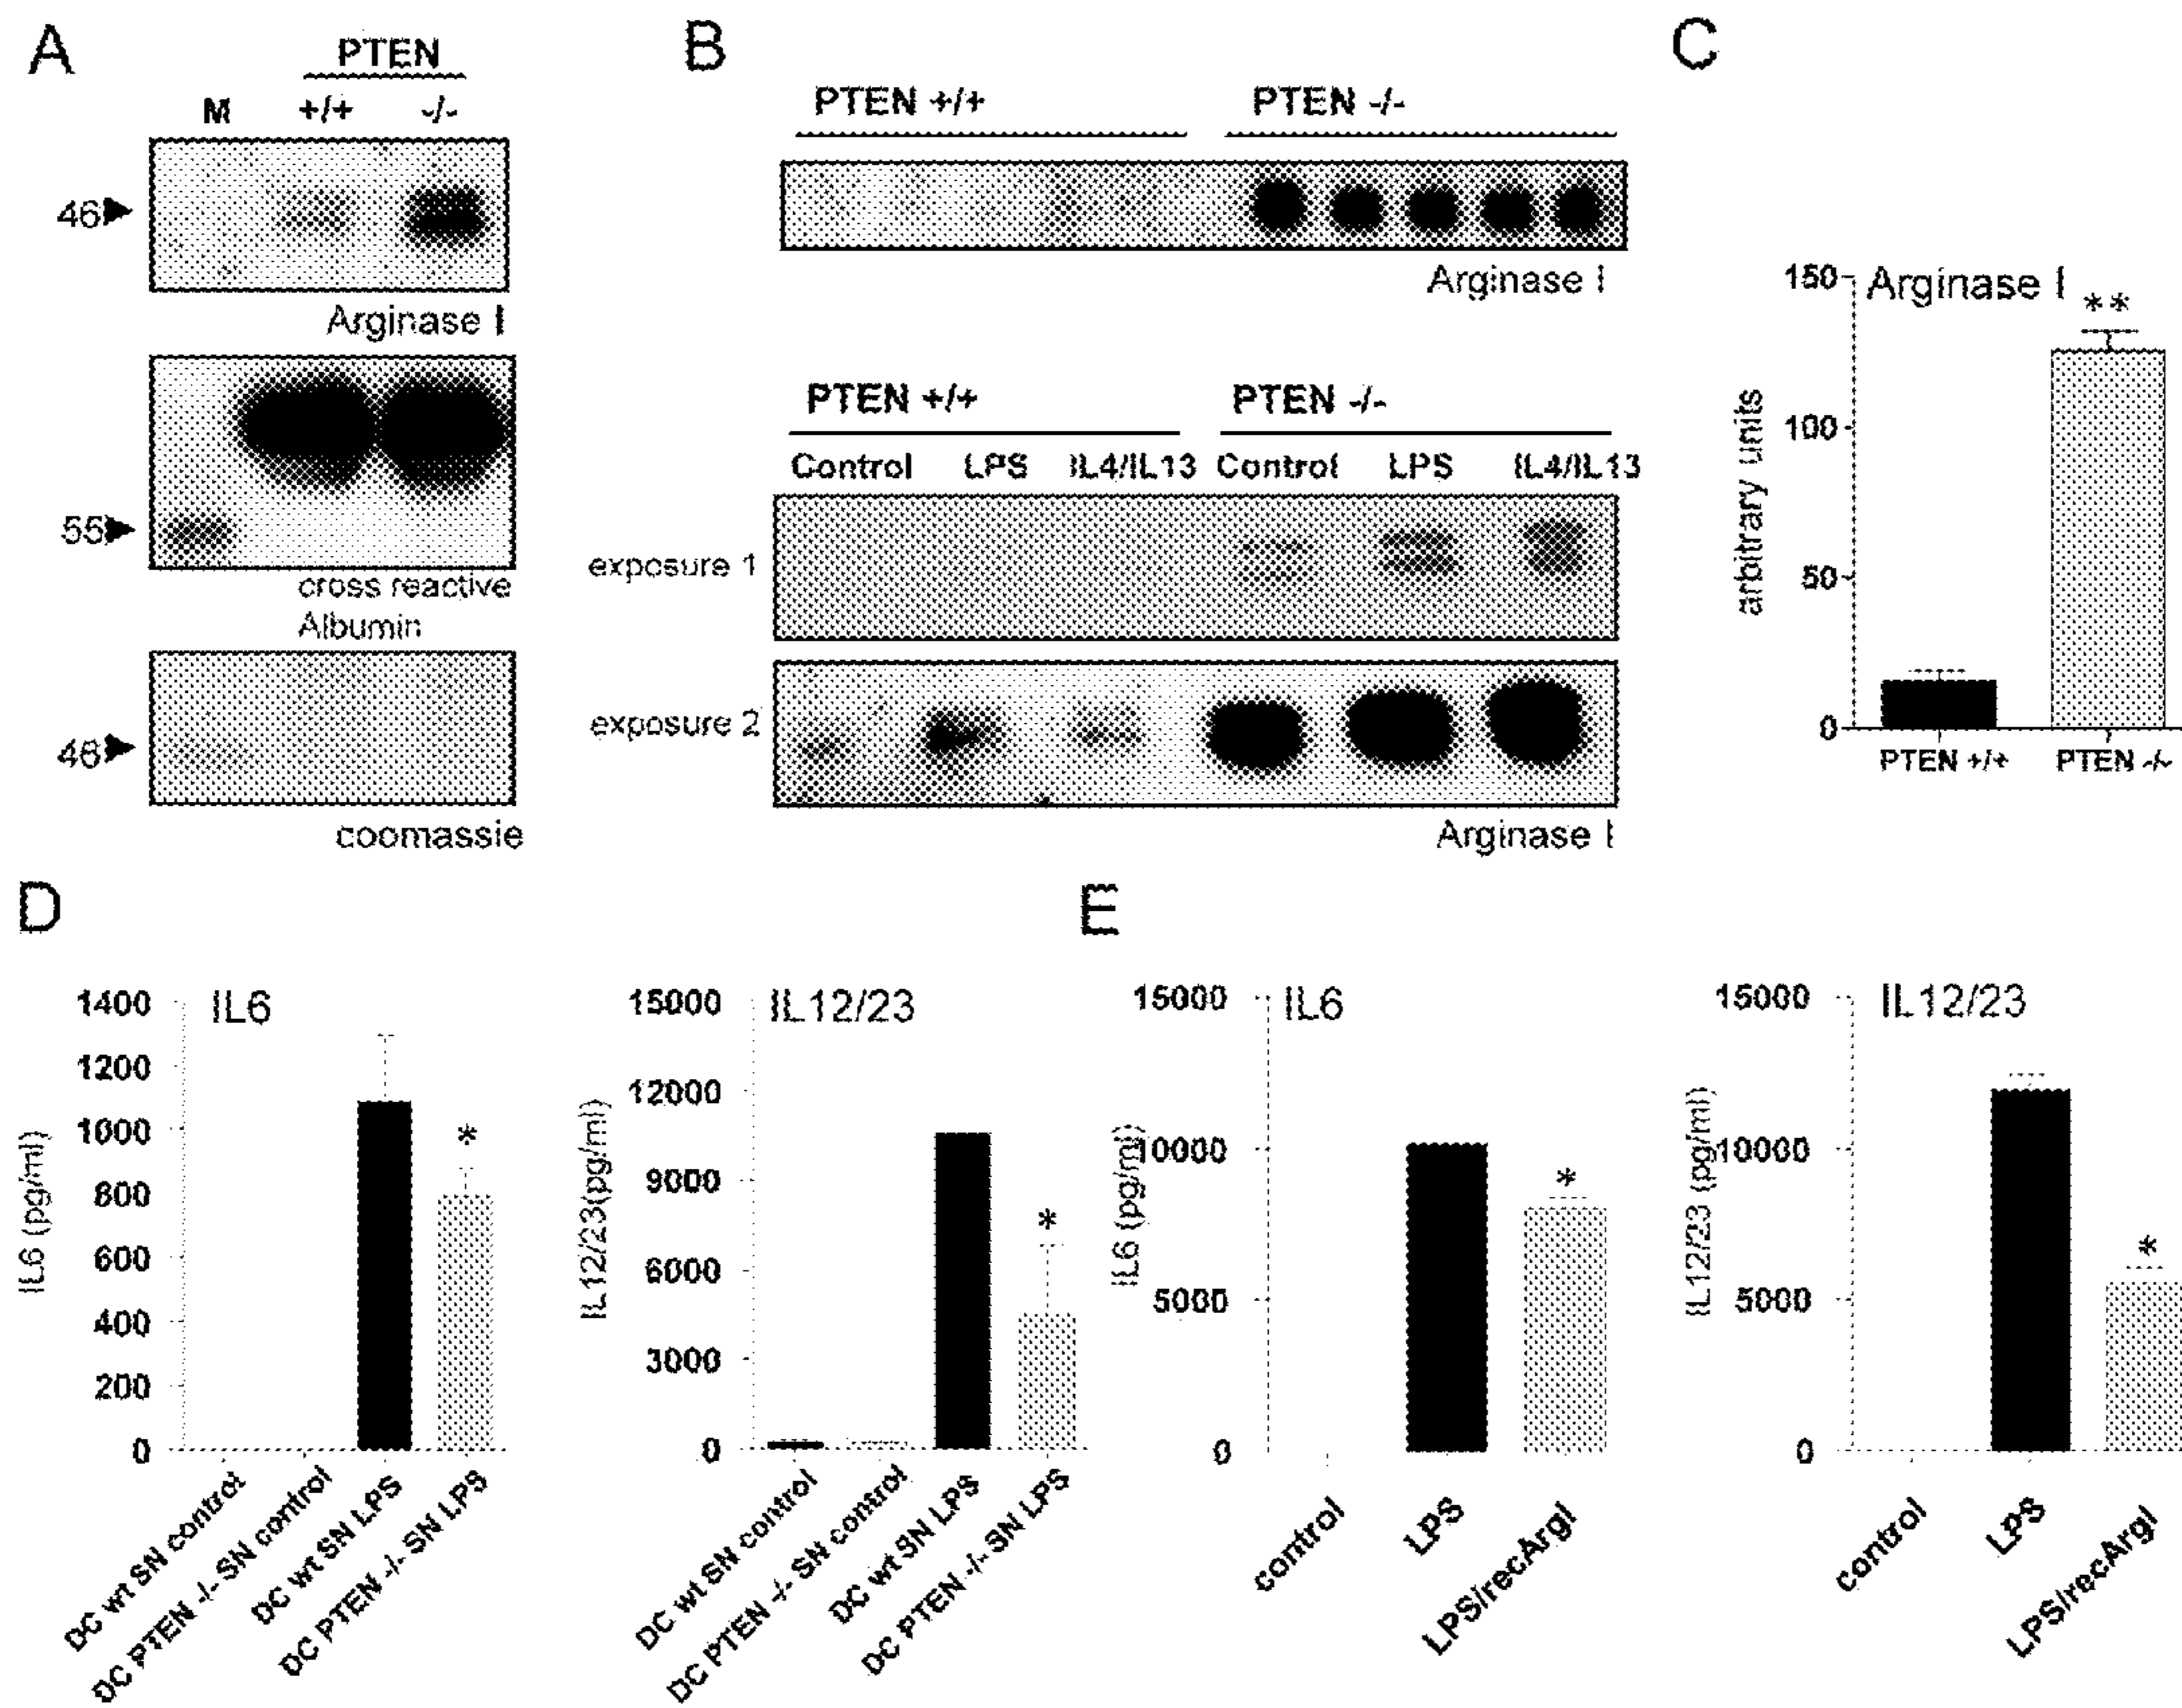 A
PTEN
M +/+ -/-
46
Arginase I
55
cross reactive
Albumin
46
coomassie
B
PTEN +/+ PTEN -/-
Arginase I
PTEN +/+ PTEN -/-
Control LPS IL4/IL13 Control LPS IL4/IL13
exposure 1
exposure 2
Arginase I
C
Arginase I
**
arbitrary units
150
100
50
0
PTEN +/+ PTEN -/-
D
IL6
IL6 (pg/ml)
1400
1200
1000
800
600
400
200
0
*
DC wt SN control
DC PTEN -/- SN control
DC wt SN LPS
DC PTEN -/- SN LPS
IL12/23
IL12/23(pg/ml)
15000
12000
9000
6000
3000
0
*
DC wt SN control
DC PTEN -/- SN control
DC wt SN LPS
DC PTEN -/- SN LPS
E
IL6
IL6 (pg/ml)
15000
10000
5000
0
*
control
LPS
LPS/recArgI
IL12/23
IL12/23 (pg/ml)
15000
10000
5000
0
*
control
LPS
LPS/recArgI